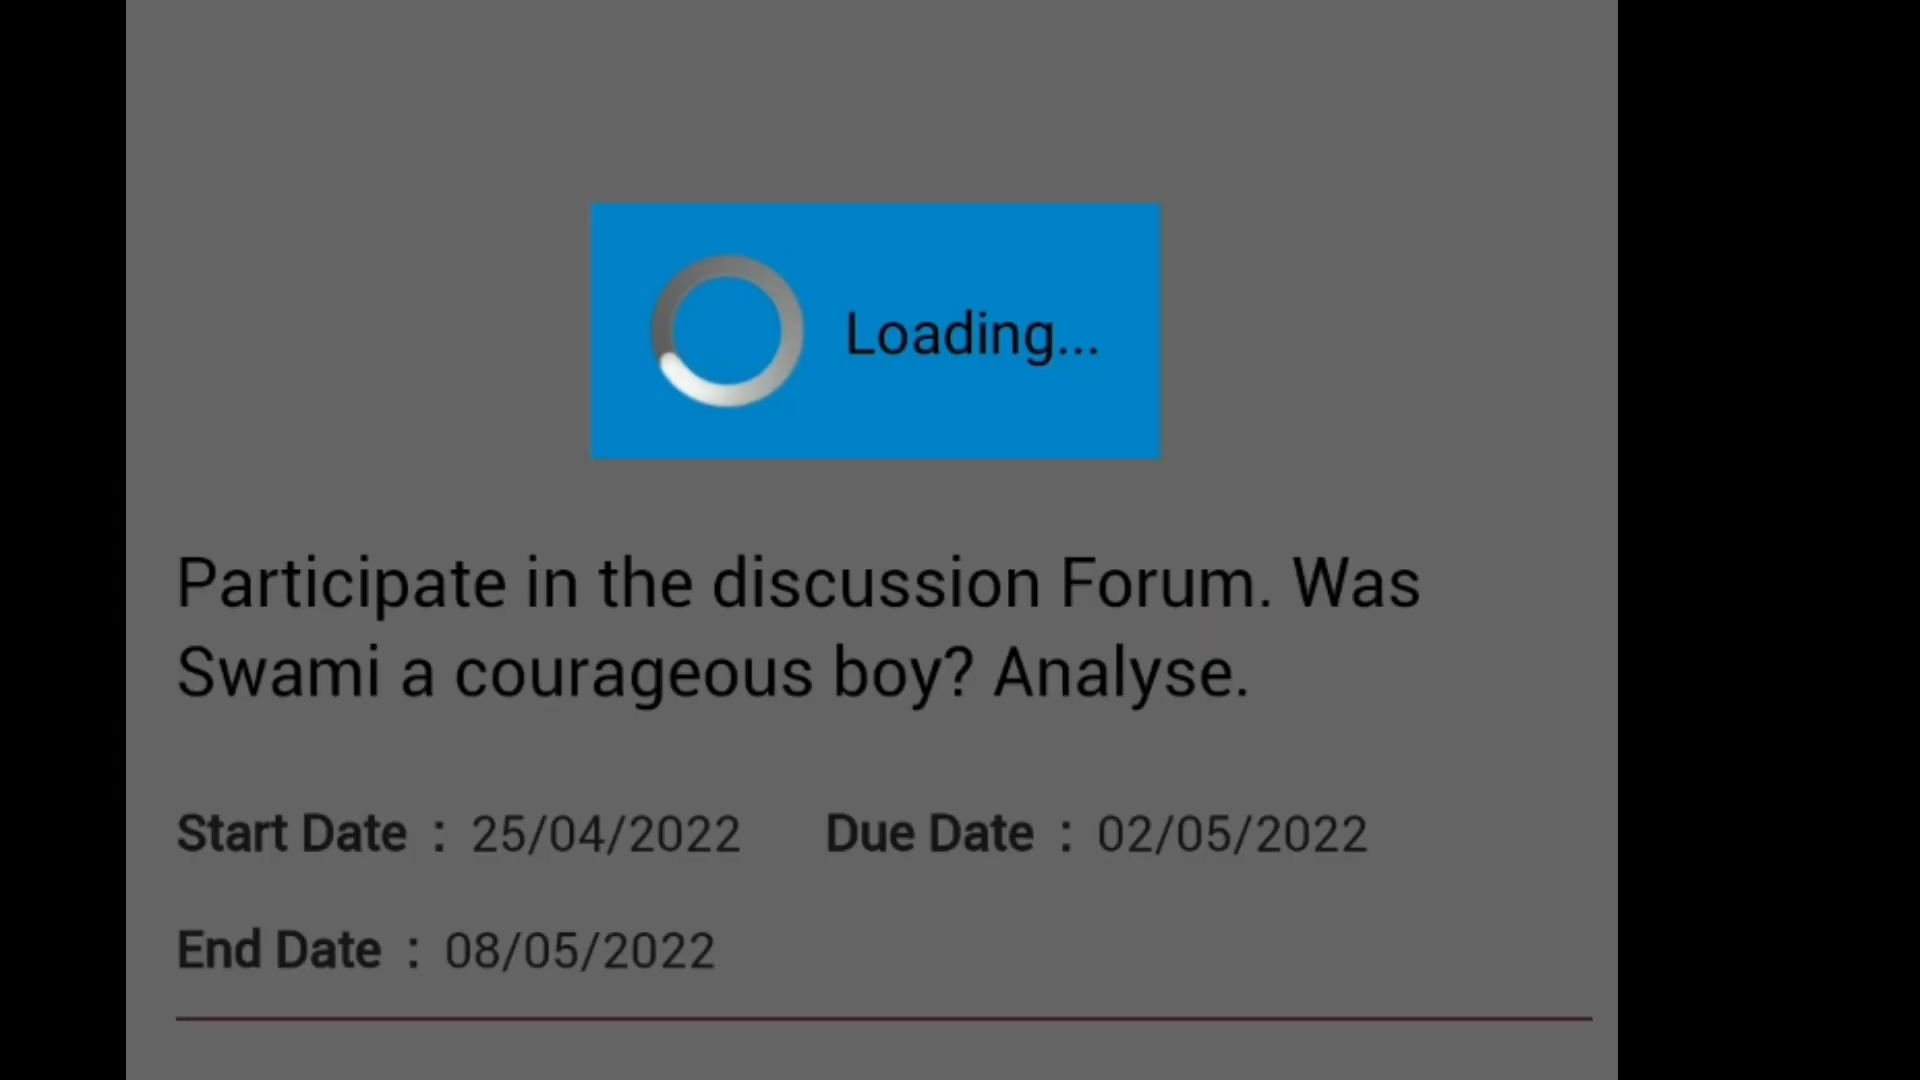 Loading...
Participate in the discussion Forum. Was
Swami a courageous boy? Analyse.
Start Date : 25/04/2022 Due Date : 02/05/2022
End Date : 08/05/2022